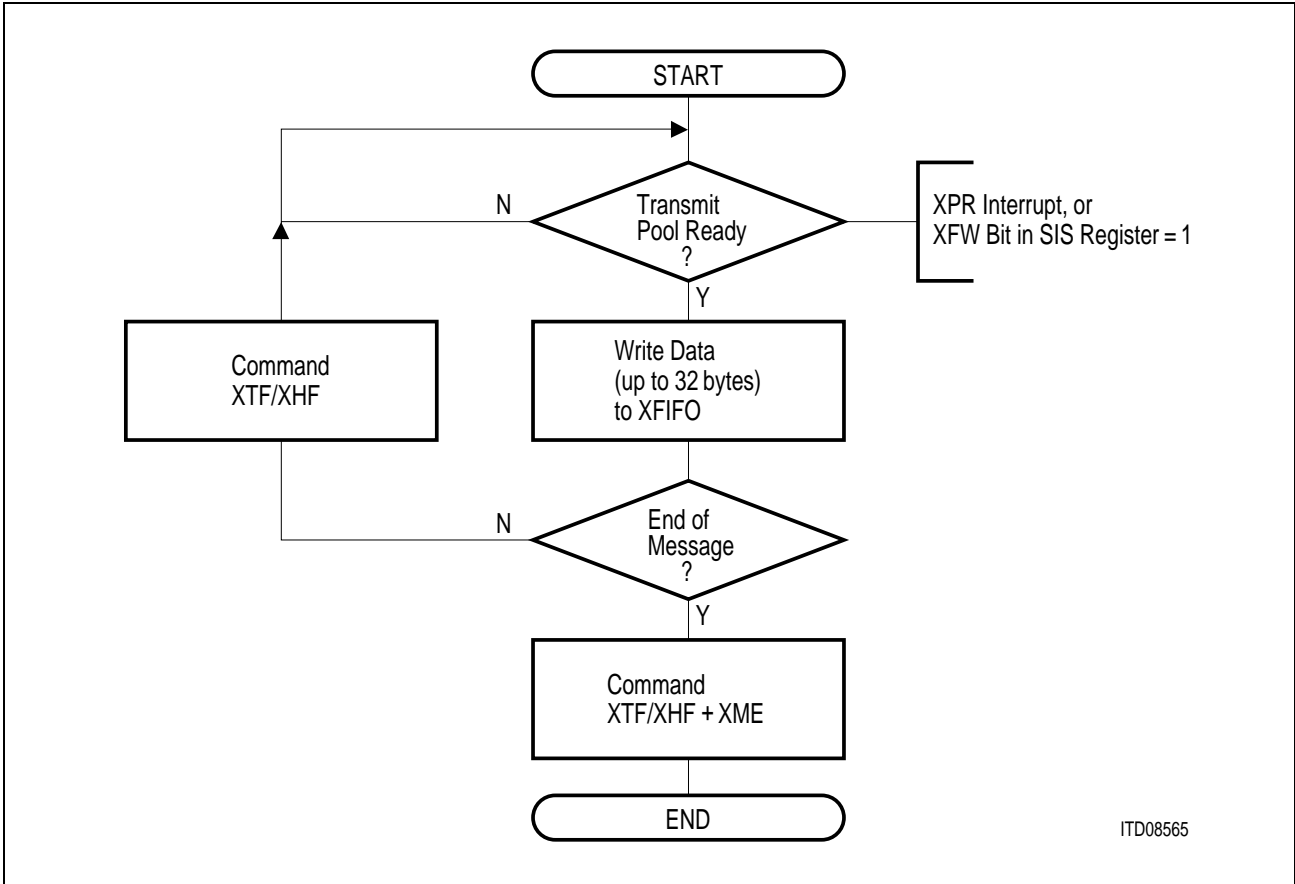 START
N
Transmit
Pool Ready
?
XPR Interrupt, or
XFW Bit in SIS Register = 1
Y
Command
XTF/XHF
Write Data
(up to 32 bytes)
to XFIFO
N
End of
Message
?
Y
Command
XTF/XHF + XME
END
ITD08565